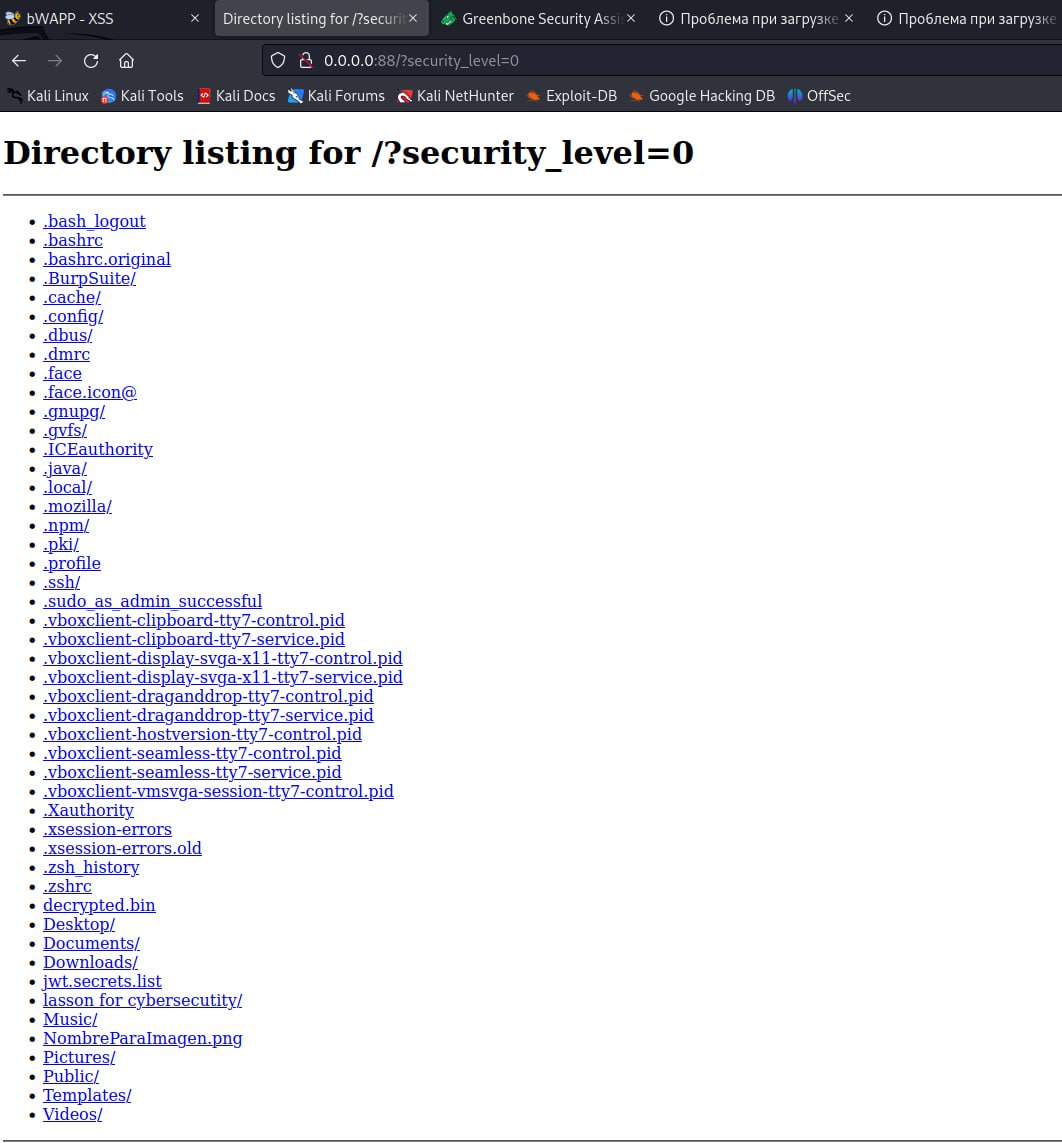 bWAPP - XSS
Directory listing for /?securit
Greenbone Security Assi
Проблема при загрузке
Проблема при загрузке
0.0.0.0:88/?security_level=0
Kali Linux Kali Tools Kali Docs Kali Forums Kali NetHunter Exploit-DB Google Hacking DB OffSec
Directory listing for /?security_level=0
.bash_logout
.bashrc
.bashrc.original
.BurpSuite/
.cache/
.config/
.dbus/
.dmrc
.face
.face.icon@
.gnupg/
.gvfs/
.ICEauthority
.java/
.local/
.mozilla/
.npm/
.pki/
.profile
.ssh/
.sudo_as_admin_successful
.vboxclient-clipboard-tty7-control.pid
.vboxclient-clipboard-tty7-service.pid
.vboxclient-display-svga-x11-tty7-control.pid
.vboxclient-display-svga-x11-tty7-service.pid
.vboxclient-draganddrop-tty7-control.pid
.vboxclient-draganddrop-tty7-service.pid
.vboxclient-hostversion-tty7-control.pid
.vboxclient-seamless-tty7-control.pid
.vboxclient-seamless-tty7-service.pid
.vboxclient-vmsvga-session-tty7-control.pid
.Xauthority
.xsession-errors
.xsession-errors.old
.zsh_history
.zshrc
decrypted.bin
Desktop/
Documents/
Downloads/
jwt.secrets.list
lasson for cybersecutity/
Music/
NombreParaImagen.png
Pictures/
Public/
Templates/
Videos/